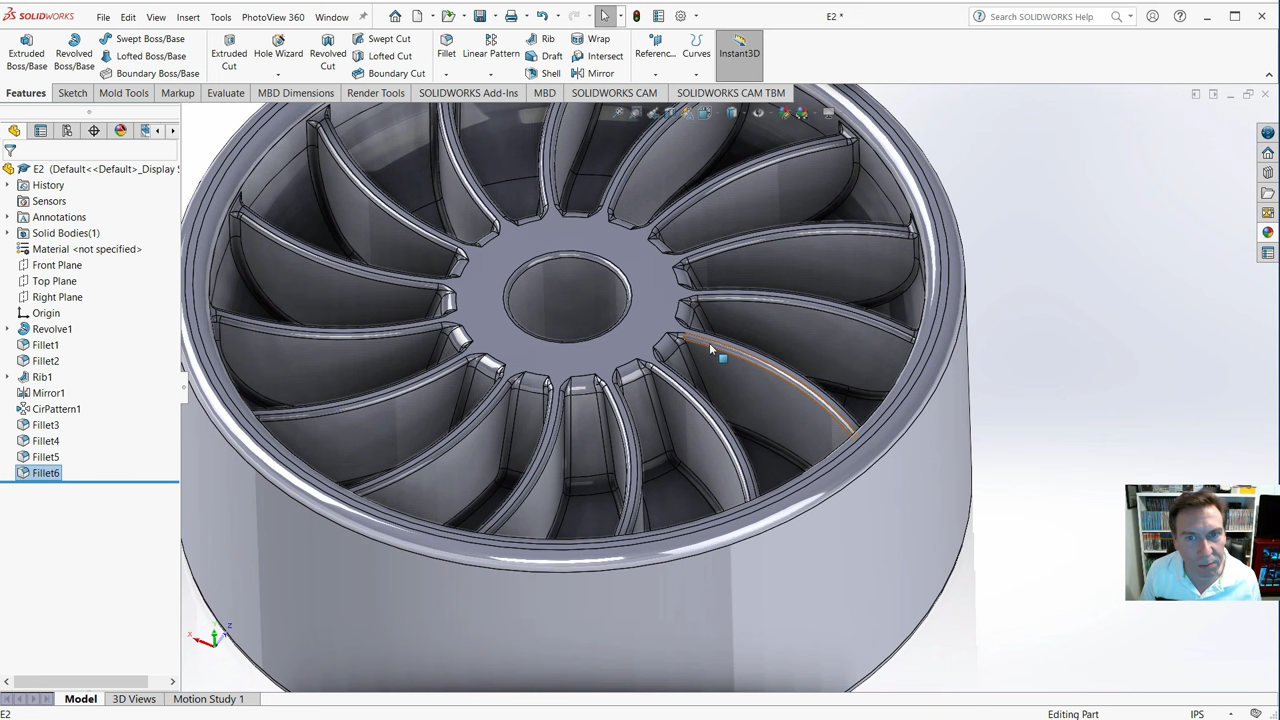 SOLIDWORKS File Edit View Insert Tools PhotoView 360 Window E2 * Search SOLIDWORKS Help
Extruded Boss/Base
Revolved Boss/Base
Swept Boss/Base
Lofted Boss/Base
Boundary Boss/Base
Extruded Cut
Hole Wizard
Revolved Cut
Swept Cut
Lofted Cut
Boundary Cut
Fillet
Linear Pattern
Rib
Draft
Shell
Wrap
Intersect
Mirror
Referenc...
Curves
Instant3D
Features Sketch Mold Tools Markup Evaluate MBD Dimensions Render Tools SOLIDWORKS Add-Ins MBD SOLIDWORKS CAM SOLIDWORKS CAM TBM
E2 (Default<<Default>_Display S
History
Sensors
Annotations
Solid Bodies(1)
Material <not specified>
Front Plane
Top Plane
Right Plane
Origin
Revolve1
Fillet1
Fillet2
Rib1
Mirror1
CirPattern1
Fillet3
Fillet4
Fillet5
Fillet6
X Y Z
Model 3D Views Motion Study 1
E2 Editing Part IPS